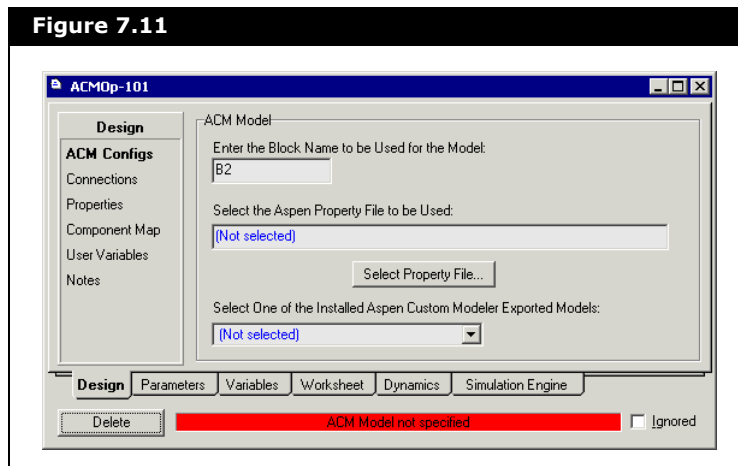 Figure 7.11
ACMOp-101
Design
ACM Configs
Connections
Properties
Component Map
User Variables
Notes
ACM Model
Enter the Block Name to be Used for the Model:
B2
Select the Aspen Property File to be Used:
(Not selected)
Select Property File...
Select One of the Installed Aspen Custom Modeler Exported Models:
(Not selected)
Design Parameters Variables Worksheet Dynamics Simulation Engine
Delete ACM Model not specified Ignored